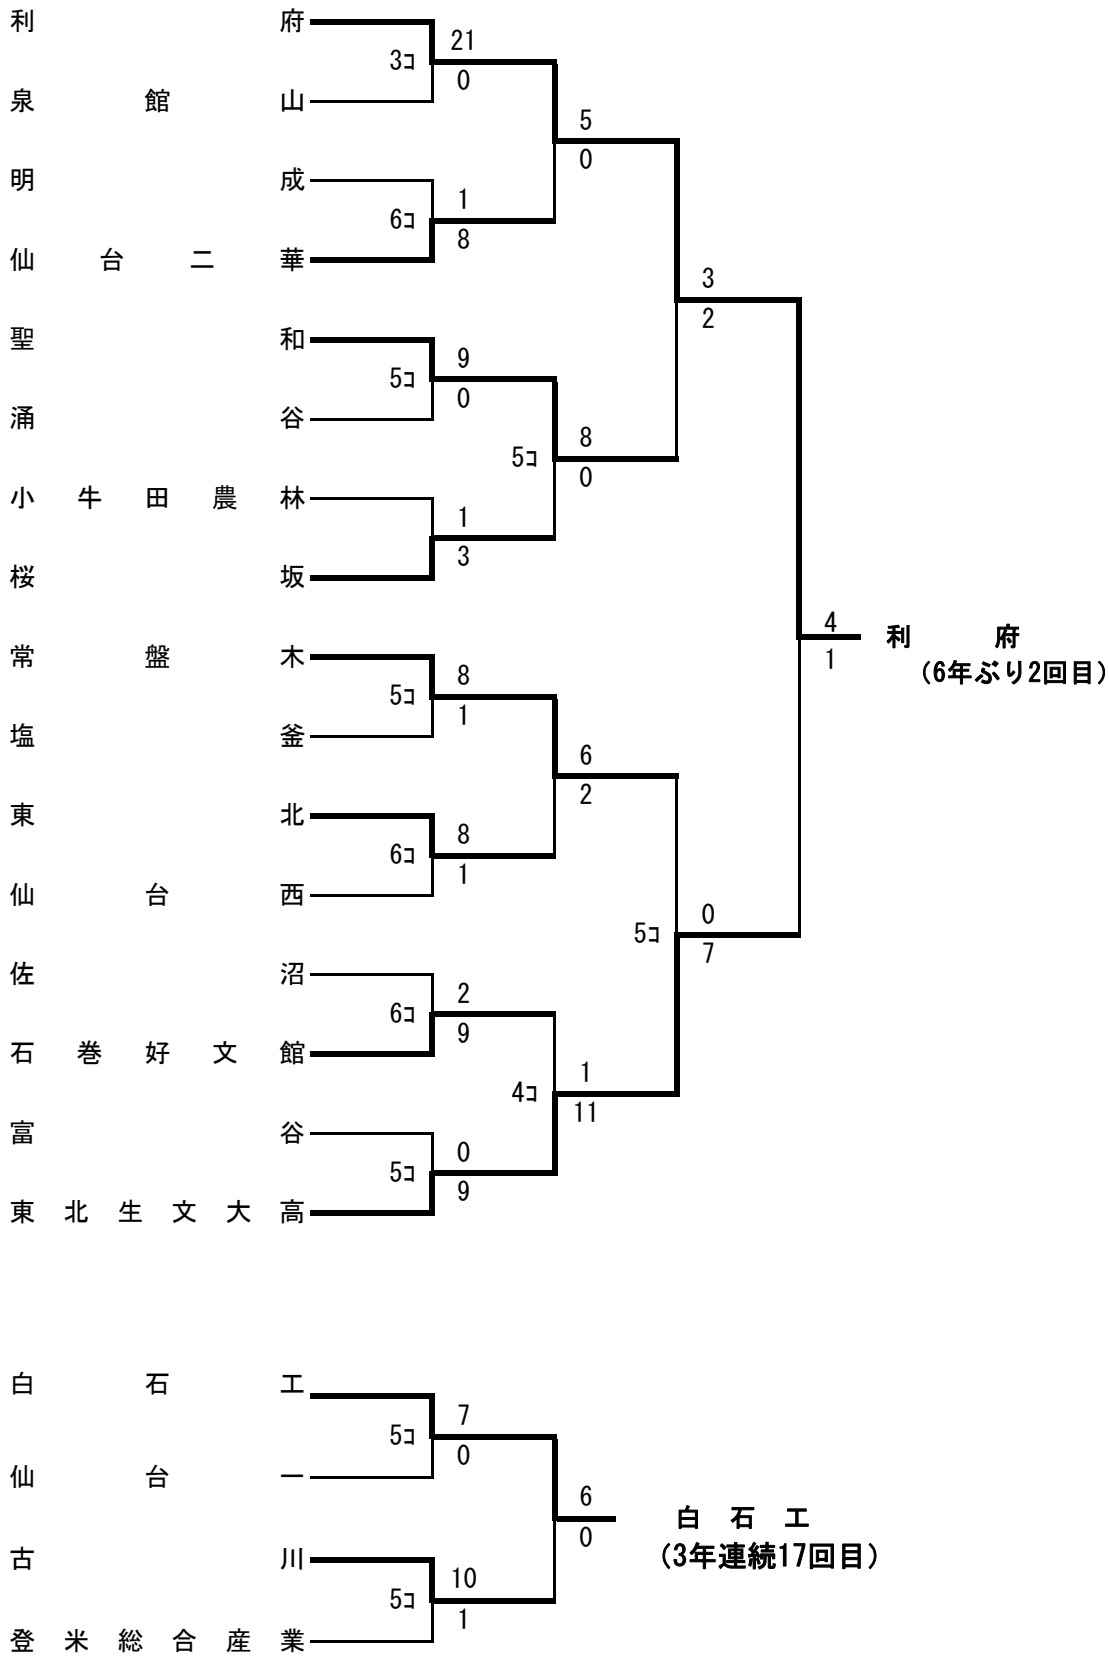 利府
21
3コ
0
泉館山
5
0
明成
1
6コ
8
仙台二華
3
2
聖和
9
5コ
0
涌谷
8
5コ
0
小牛田農林
1
3
桜坂
4
利府
1
(6年ぶり2回目)
常盤木
8
5コ
1
塩釜
6
2
東北
8
6コ
1
仙台西
0
5コ
7
佐沼
2
6コ
9
石巻好文館
1
4コ
11
富谷
0
5コ
9
東北生文大高
白石工
7
5コ
0
仙台一
6
白石工
0
(3年連続17回目)
古川
10
5コ
1
登米総合産業